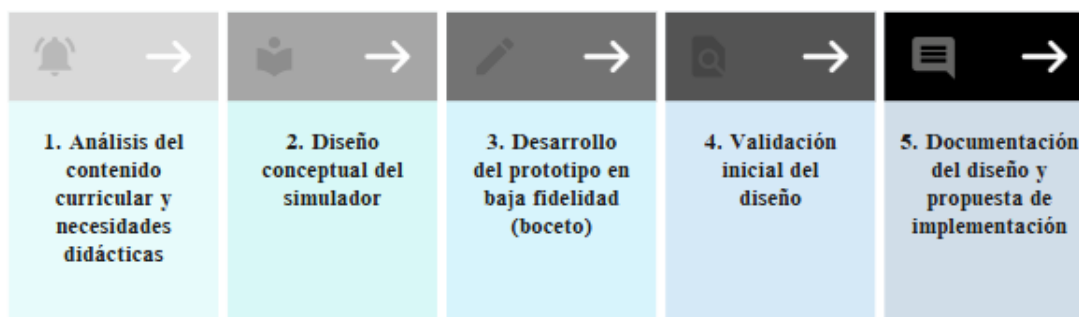 1. Análisis del
contenido
curricular y
necesidades
didácticas
2. Diseño
conceptual del
simulador
3. Desarrollo
del prototipo en
baja fidelidad
(boceto)
4. Validación
inicial del
diseño
5. Documentación
del diseño y
propuesta de
implementación